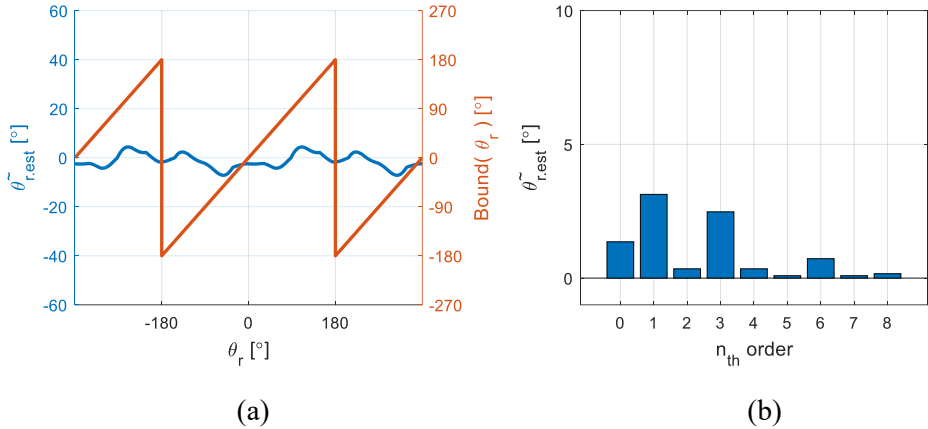 60
40
20
0
-20
-40
-60
θ̃r.est [°]
270
180
90
0
-90
-180
-270
Bound( θr ) [°]
-180 0 180
θr [°]
(a)
10
5
0
θ̃r.est [°]
0 1 2 3 4 5 6 7 8
nth order
(b)